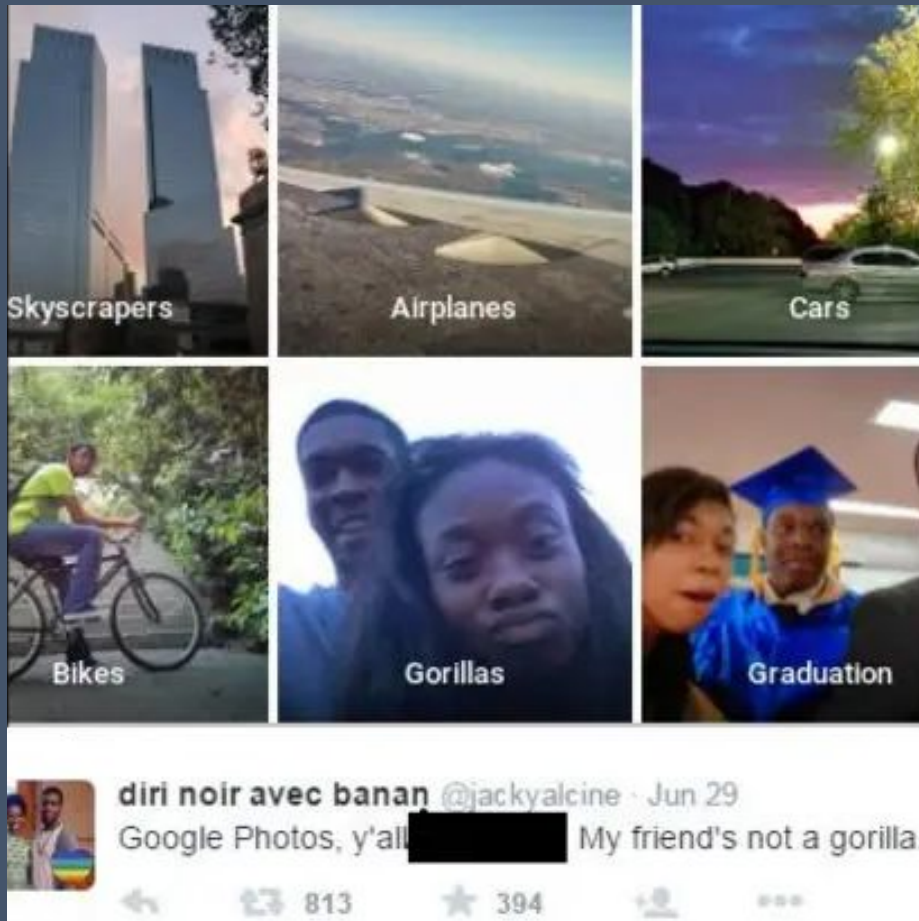 Skyscrapers Airplanes Cars
Bikes Gorillas Graduation
diri noir avec banan @jackyalcine · Jun 29
Google Photos, y'all My friend's not a gorilla
813 394